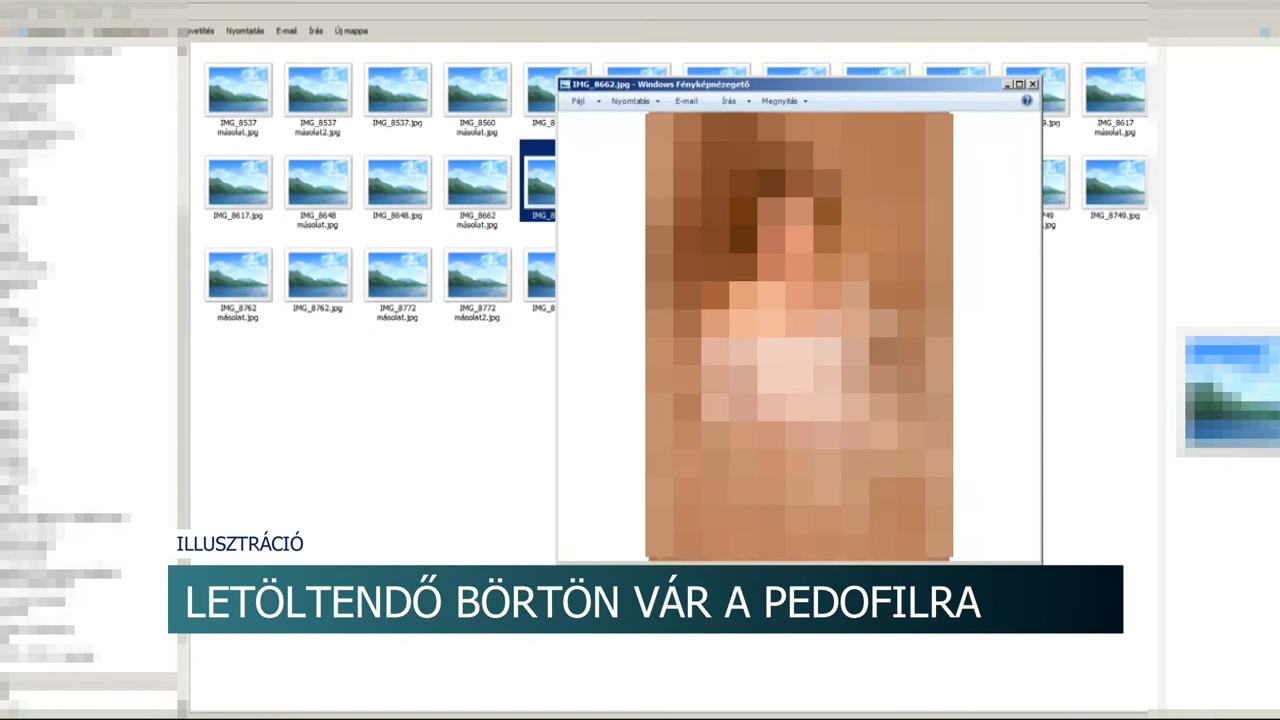 Nyomtatás E-mail Írás Új mappa
IMG_8537 másolat.jpg
IMG_8537 másolat2.jpg
IMG_8537.jpg
IMG_8560 másolat.jpg
IMG_8617 másolat.jpg
IMG_8662.jpg - Windows Fényképnézegető
Fájl Nyomtatás E-mail Írás Megnyitás
IMG_8617.jpg
IMG_8648 másolat.jpg
IMG_8648.jpg
IMG_8662 másolat.jpg
IMG_8749.jpg
IMG_8762 másolat.jpg
IMG_8762.jpg
IMG_8772 másolat.jpg
IMG_8772 másolat2.jpg
ILLUSZTRÁCIÓ
LETÖLTENDŐ BÖRTÖN VÁR A PEDOFILRA